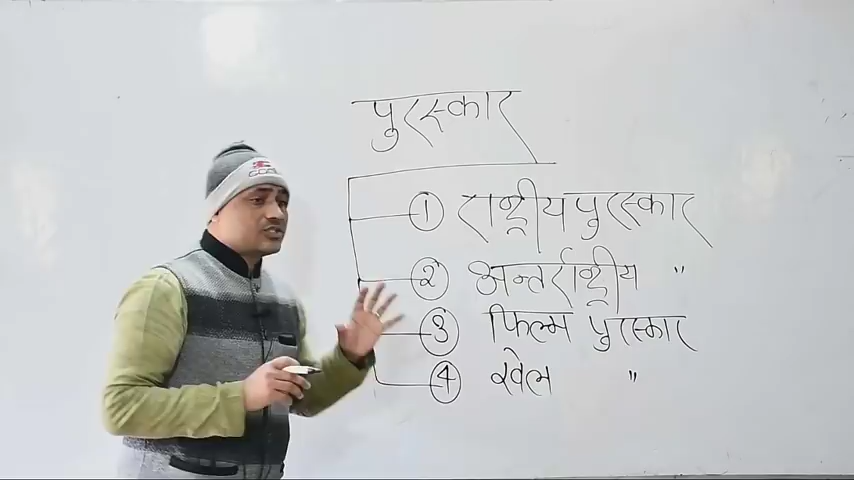 पुरस्कार
① राष्ट्रीय पुरस्कार
② अन्तर्राष्ट्रीय "
③ फिल्म पुरस्कार
④ खेल "